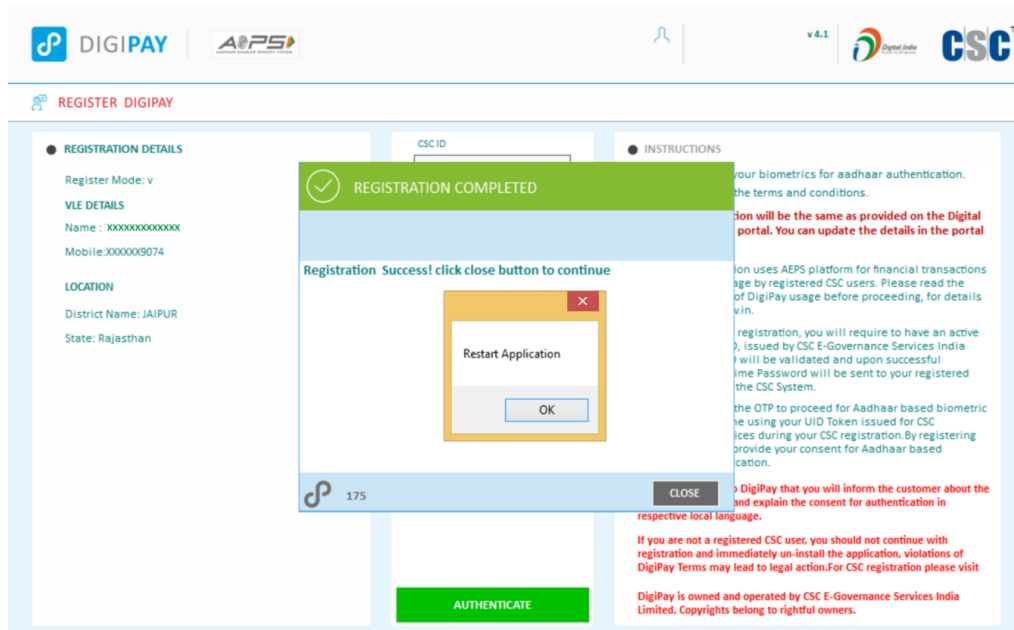 DIGIPAY
AEPS
AADHAAR ENABLED PAYMENT SYSTEM
v 4.1
Digital India
CSC
REGISTER DIGIPAY
REGISTRATION DETAILS
Register Mode: v
VLE DETAILS
Name : XXXXXXXXXXXXX
Mobile:XXXXXX9074
LOCATION
District Name: JAIPUR
State: Rajasthan
CSC ID
REGISTRATION COMPLETED
Registration Success! click close button to continue
Restart Application
OK
175
CLOSE
AUTHENTICATE
INSTRUCTIONS
your biometrics for aadhaar authentication.
the terms and conditions.
will be the same as provided on the Digital
portal. You can update the details in the portal
uses AEPS platform for financial transactions
by registered CSC users. Please read the
of DigiPay usage before proceeding, for details
registration, you will require to have an active
issued by CSC E-Governance Services India
will be validated and upon successful
Password will be sent to your registered
the CSC System.
the OTP to proceed for Aadhaar based biometric
using your UID Token issued for CSC
during your CSC registration.By registering
provide your consent for Aadhaar based
DigiPay that you will inform the customer about the
and explain the consent for authentication in
respective local language.
If you are not a registered CSC user, you should not continue with
registration and immediately un-install the application, violations of
DigiPay Terms may lead to legal action.For CSC registration please visit
DigiPay is owned and operated by CSC E-Governance Services India
Limited. Copyrights belong to rightful owners.